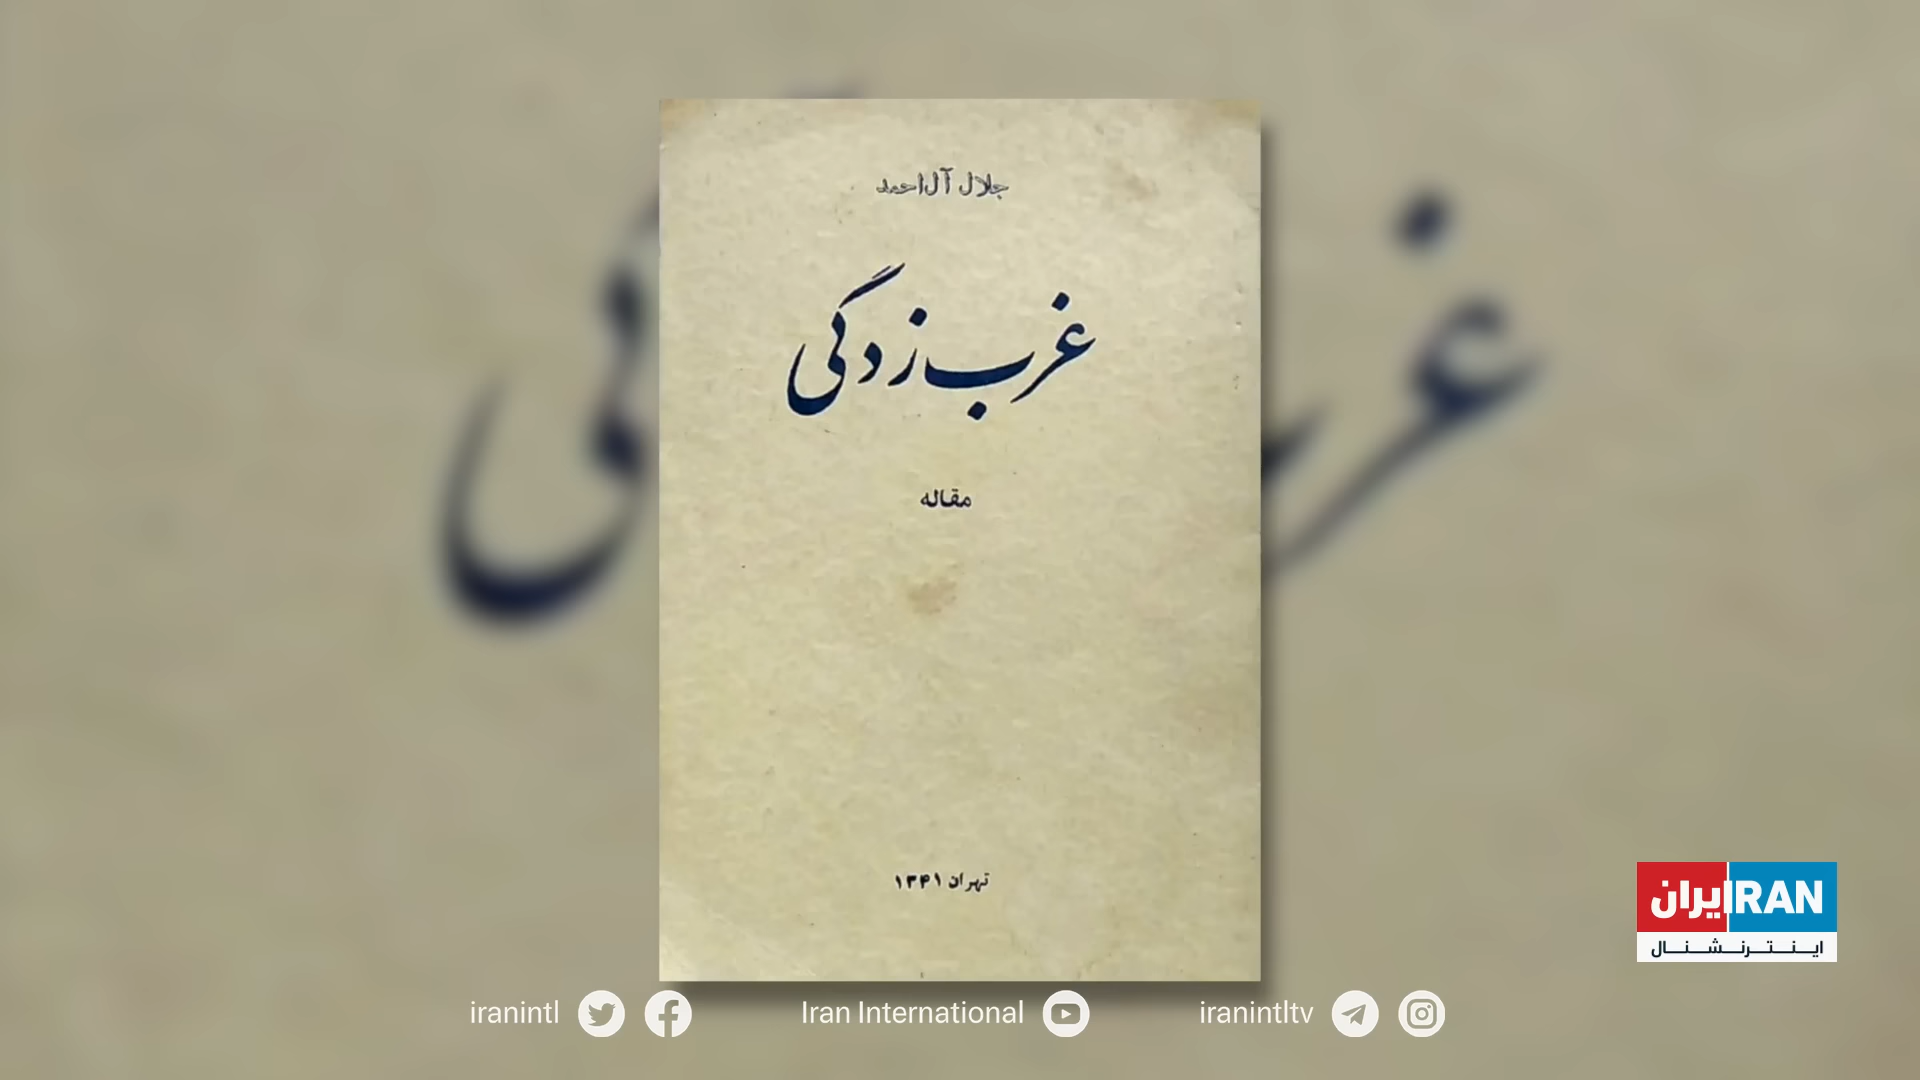 جلال آل‌احمد
غرب‌زدگی
مقاله
تهران ۱۳۴۱
ایران IRAN
اینترنشنال
iranintl
Iran International
iranintltv